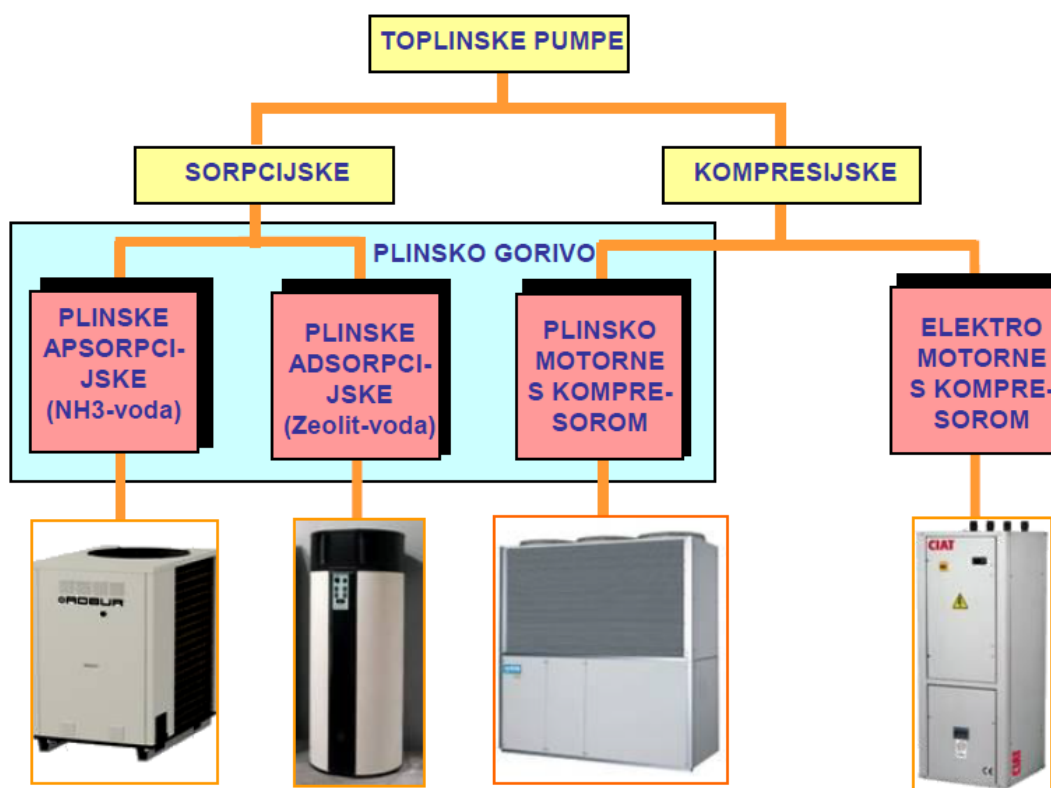 TOPLINSKE PUMPE
SORPCIJSKE
KOMPRESIJSKE
PLINSKO GORIVO
PLINSKE
APSORPCI-
JSKE
(NH3-voda)
PLINSKE
ADSORPCI-
JSKE
(Zeolit-voda)
PLINSKO
MOTORNE
S KOMPRE-
SOROM
ELEKTRO
MOTORNE
S KOMPRE-
SOROM
ROBUR
CIAT
CIAT